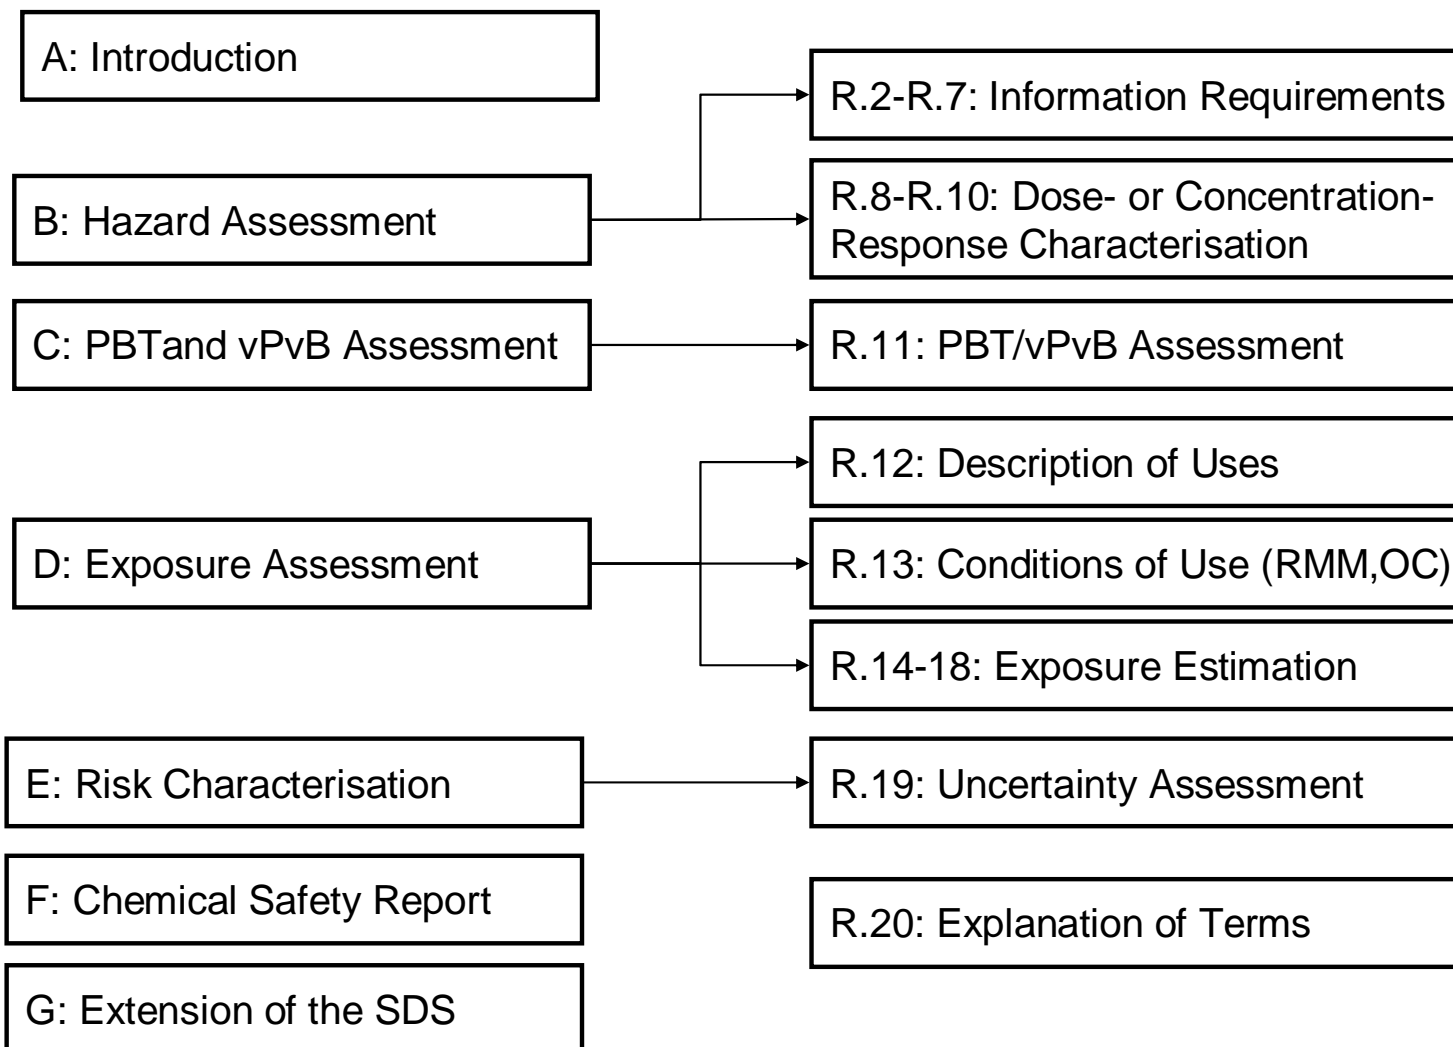 A: Introduction
B: Hazard Assessment
C: PBTand vPvB Assessment
D: Exposure Assessment
E: Risk Characterisation
F: Chemical Safety Report
G: Extension of the SDS
R.2-R.7: Information Requirements
R.8-R.10: Dose- or Concentration-
Response Characterisation
R.11: PBT/vPvB Assessment
R.12: Description of Uses
R.13: Conditions of Use (RMM,OC)
R.14-18: Exposure Estimation
R.19: Uncertainty Assessment
R.20: Explanation of Terms